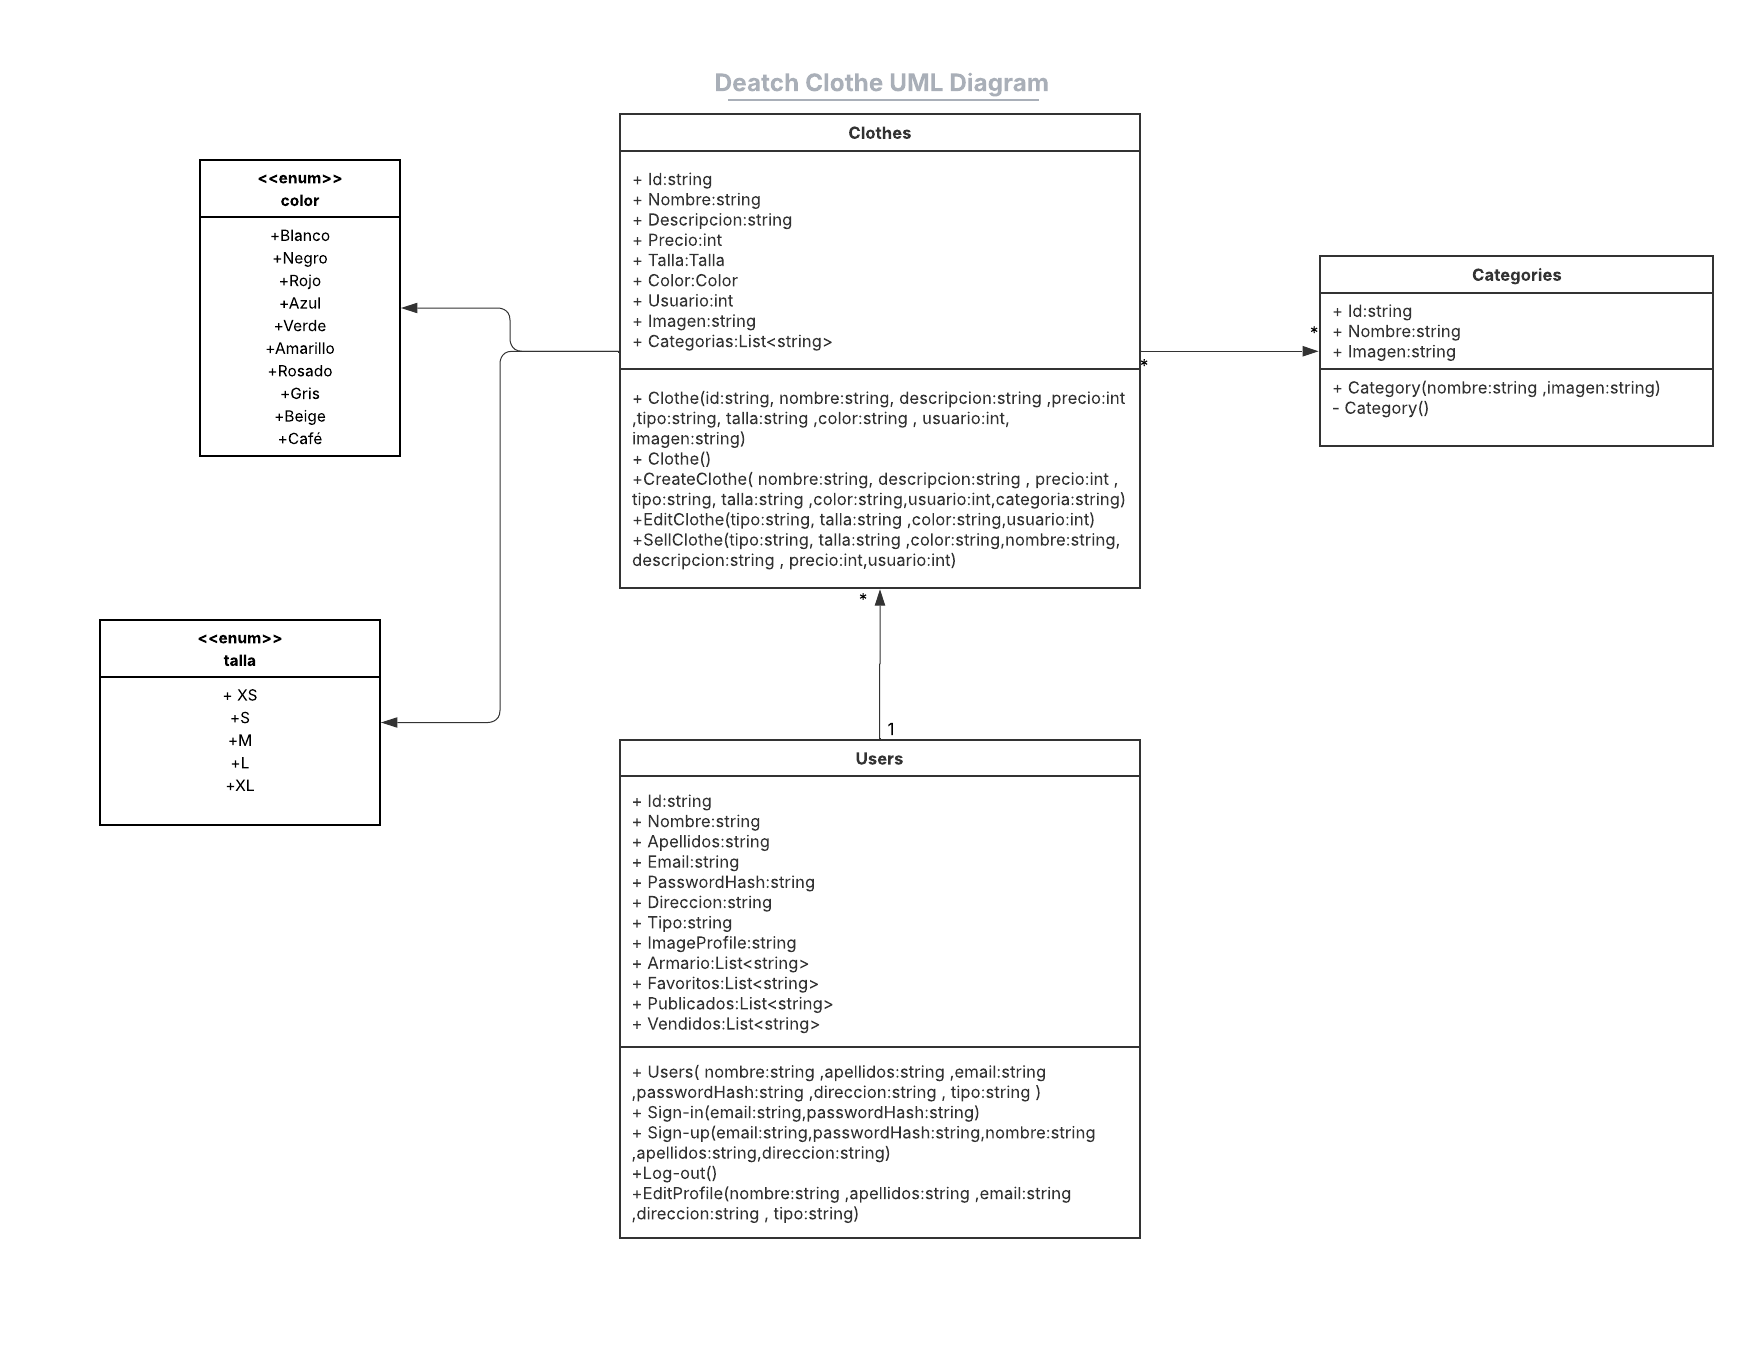 Deatch Clothe UML Diagram
Clothes
+ Id:string
+ Nombre:string
+ Descripcion:string
+ Precio:int
+ Talla:Talla
+ Color:Color
+ Usuario:int
+ Imagen:string
+ Categorias:List<string>
+ Clothe(id:string, nombre:string, descripcion:string ,precio:int
,tipo:string, talla:string ,color:string , usuario:int,
imagen:string)
+ Clothe()
+CreateClothe( nombre:string, descripcion:string , precio:int ,
tipo:string, talla:string ,color:string,usuario:int,categoria:string)
+EditClothe(tipo:string, talla:string ,color:string,usuario:int)
+SellClothe(tipo:string, talla:string ,color:string,nombre:string,
descripcion:string , precio:int,usuario:int)
<<enum>>
color
+Blanco
+Negro
+Rojo
+Azul
+Verde
+Amarillo
+Rosado
+Gris
+Beige
+Café
*
*
Categories
+ Id:string
+ Nombre:string
+ Imagen:string
+ Category(nombre:string ,imagen:string)
- Category()
<<enum>>
talla
+ XS
+S
+M
+L
+XL
*
1
Users
+ Id:string
+ Nombre:string
+ Apellidos:string
+ Email:string
+ PasswordHash:string
+ Direccion:string
+ Tipo:string
+ ImageProfile:string
+ Armario:List<string>
+ Favoritos:List<string>
+ Publicados:List<string>
+ Vendidos:List<string>
+ Users( nombre:string ,apellidos:string ,email:string
,passwordHash:string ,direccion:string , tipo:string )
+ Sign-in(email:string,passwordHash:string)
+ Sign-up(email:string,passwordHash:string,nombre:string
,apellidos:string,direccion:string)
+Log-out()
+EditProfile(nombre:string ,apellidos:string ,email:string
,direccion:string , tipo:string)